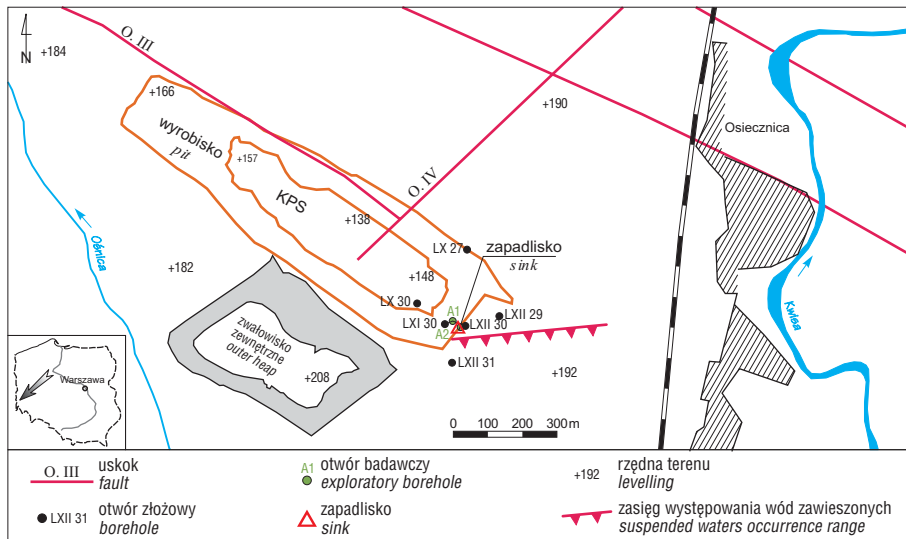 N
+184
O. III
+166
+190
wyrobisko
pit
+157
Osiecznica
KPS
O. IV
+138
Ośnica
LX 27
zapadlisko
sink
+182
+148
LX 30
A1
LXII 29
LXI 30
LXII 30
A2
Kwisa
zwałowisko
zewnętrzne
outer heap
LXII 31
+208
+192
Warszawa
0 100 200 300 m
O. III
uskok
fault
A1
otwór badawczy
exploratory borehole
+192
rzędna terenu
levelling
LXII 31
otwór złożowy
borehole
zapadlisko
sink
zasięg występowania wód zawieszonych
suspended waters occurrence range